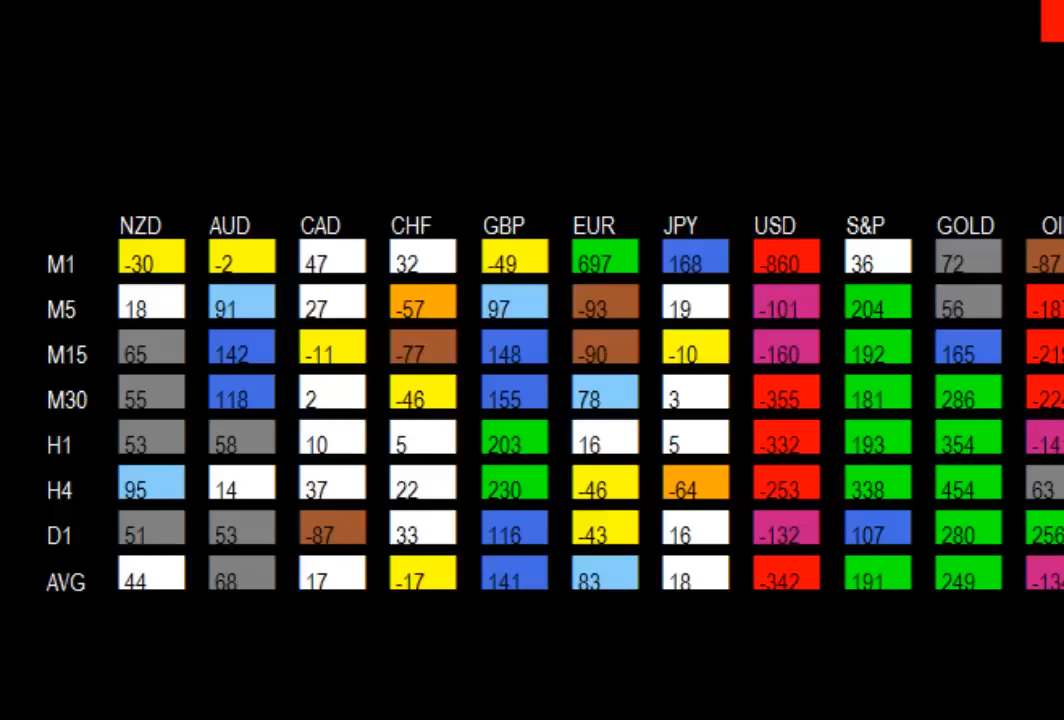 NZD AUD CAD CHF GBP EUR JPY USD S&P GOLD
M1 -30 -2 47 32 -49 697 168 -860 36 72 -87
M5 18 91 27 -57 97 -93 19 -101 204 56
M15 65 142 -11 -77 148 -90 -10 -160 192 165
M30 55 118 2 -46 155 78 3 -355 181 286
H1 53 58 10 5 203 16 5 -332 193 354
H4 95 14 37 22 230 -46 -64 -253 338 454 63
D1 51 53 -87 33 116 -43 16 -132 107 280 256
AVG 44 68 17 -17 141 83 18 -342 191 249